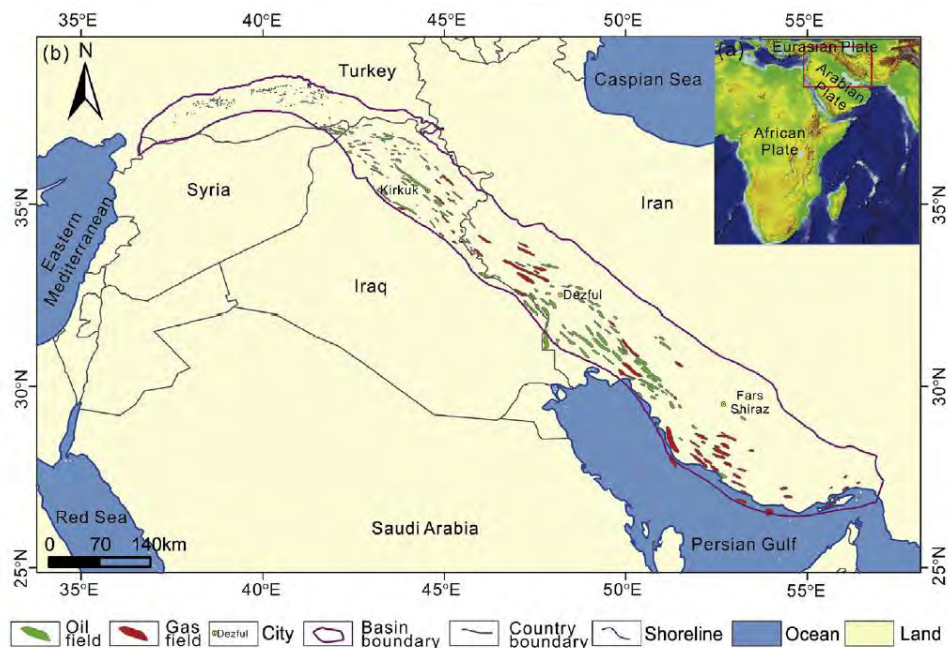 35°E
40°E
45°E
50°E
55°E
(b)
N
Turkey
Caspian Sea
(a)
Eurasian Plate
Arabian
Plate
African
Plate
Syria
Kirkuk
Iran
35°N
35°N
Eastern
Mediterranean
Iraq
Dezful
30°N
30°N
Fars
Shiraz
Red Sea
0 70 140km
Saudi Arabia
Persian Gulf
25°N
25°N
35°E
40°E
45°E
50°E
55°E
Oil
field
Gas
field
Dezful
City
Basin
boundary
Country
boundary
Shoreline
Ocean
Land